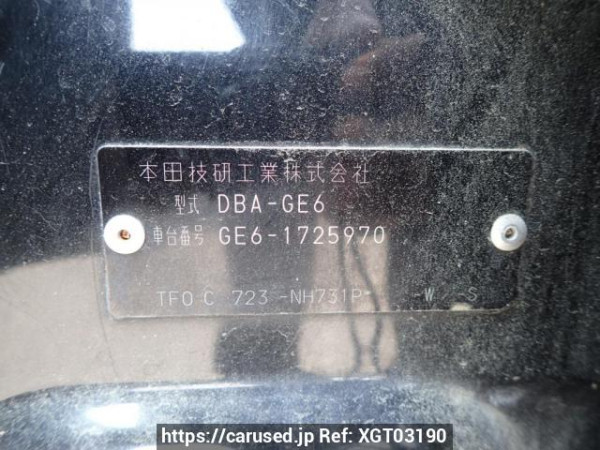 本田技研工業株式会社
型式 DBA-GE6
車台番号 GE6-1725970
TF0 C 723 -NH731P- -W S
https://carused.jp Ref: XGT03190